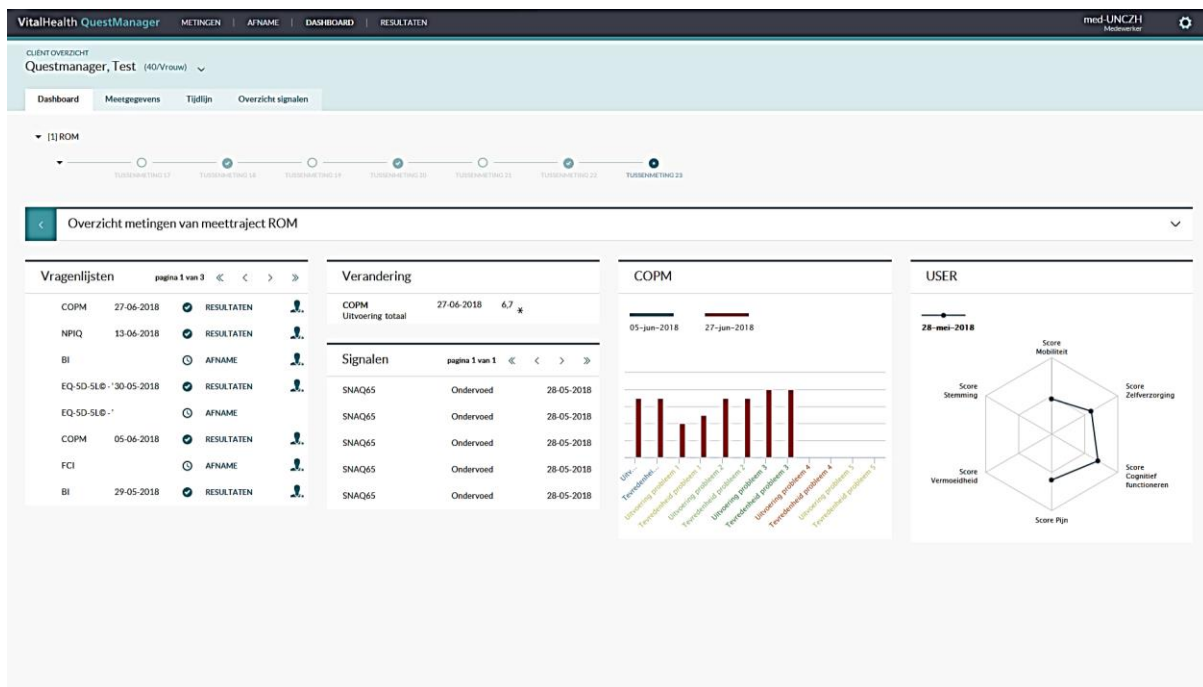 VitalHealth QuestManager METINGEN | AFNAME | DASHBOARD | RESULTATEN
med-UNCZH
Medewerker
CLIËNT OVERZICHT
Questmanager, Test (40/Vrouw)
Dashboard Meetgegevens Tijdlijn Overzicht signalen
[1] ROM
TUSSENMETING 17 TUSSENMETING 18 TUSSENMETING 19 TUSSENMETING 20 TUSSENMETING 21 TUSSENMETING 22 TUSSENMETING 23
Overzicht metingen van meettraject ROM
Vragenlijsten pagina 1 van 3
COPM 27-06-2018 RESULTATEN
NPIQ 13-06-2018 RESULTATEN
BI AFNAME
EQ-5D-5L© -'30-05-2018 RESULTATEN
EQ-5D-5L© -' AFNAME
COPM 05-06-2018 RESULTATEN
FCI AFNAME
BI 29-05-2018 RESULTATEN
Verandering
COPM 27-06-2018 6,7 *
Uitvoering totaal
Signalen pagina 1 van 1
SNAQ65 Ondervoed 28-05-2018
SNAQ65 Ondervoed 28-05-2018
SNAQ65 Ondervoed 28-05-2018
SNAQ65 Ondervoed 28-05-2018
SNAQ65 Ondervoed 28-05-2018
COPM
05-jun-2018 27-jun-2018
Uitv...
Tevredenhei...
Uitvoering probleem 1
Tevredenheid probleem 1
Uitvoering probleem 2
Tevredenheid probleem 2
Uitvoering probleem 3
Tevredenheid probleem 3
Uitvoering probleem 4
Tevredenheid probleem 4
Uitvoering probleem 5
Tevredenheid probleem 5
USER
28-mei-2018
Score
Mobiliteit
Score
Stemming
Score
Zelfverzorging
Score
Vermoeidheid
Score
Cognitief
functioneren
Score Pijn